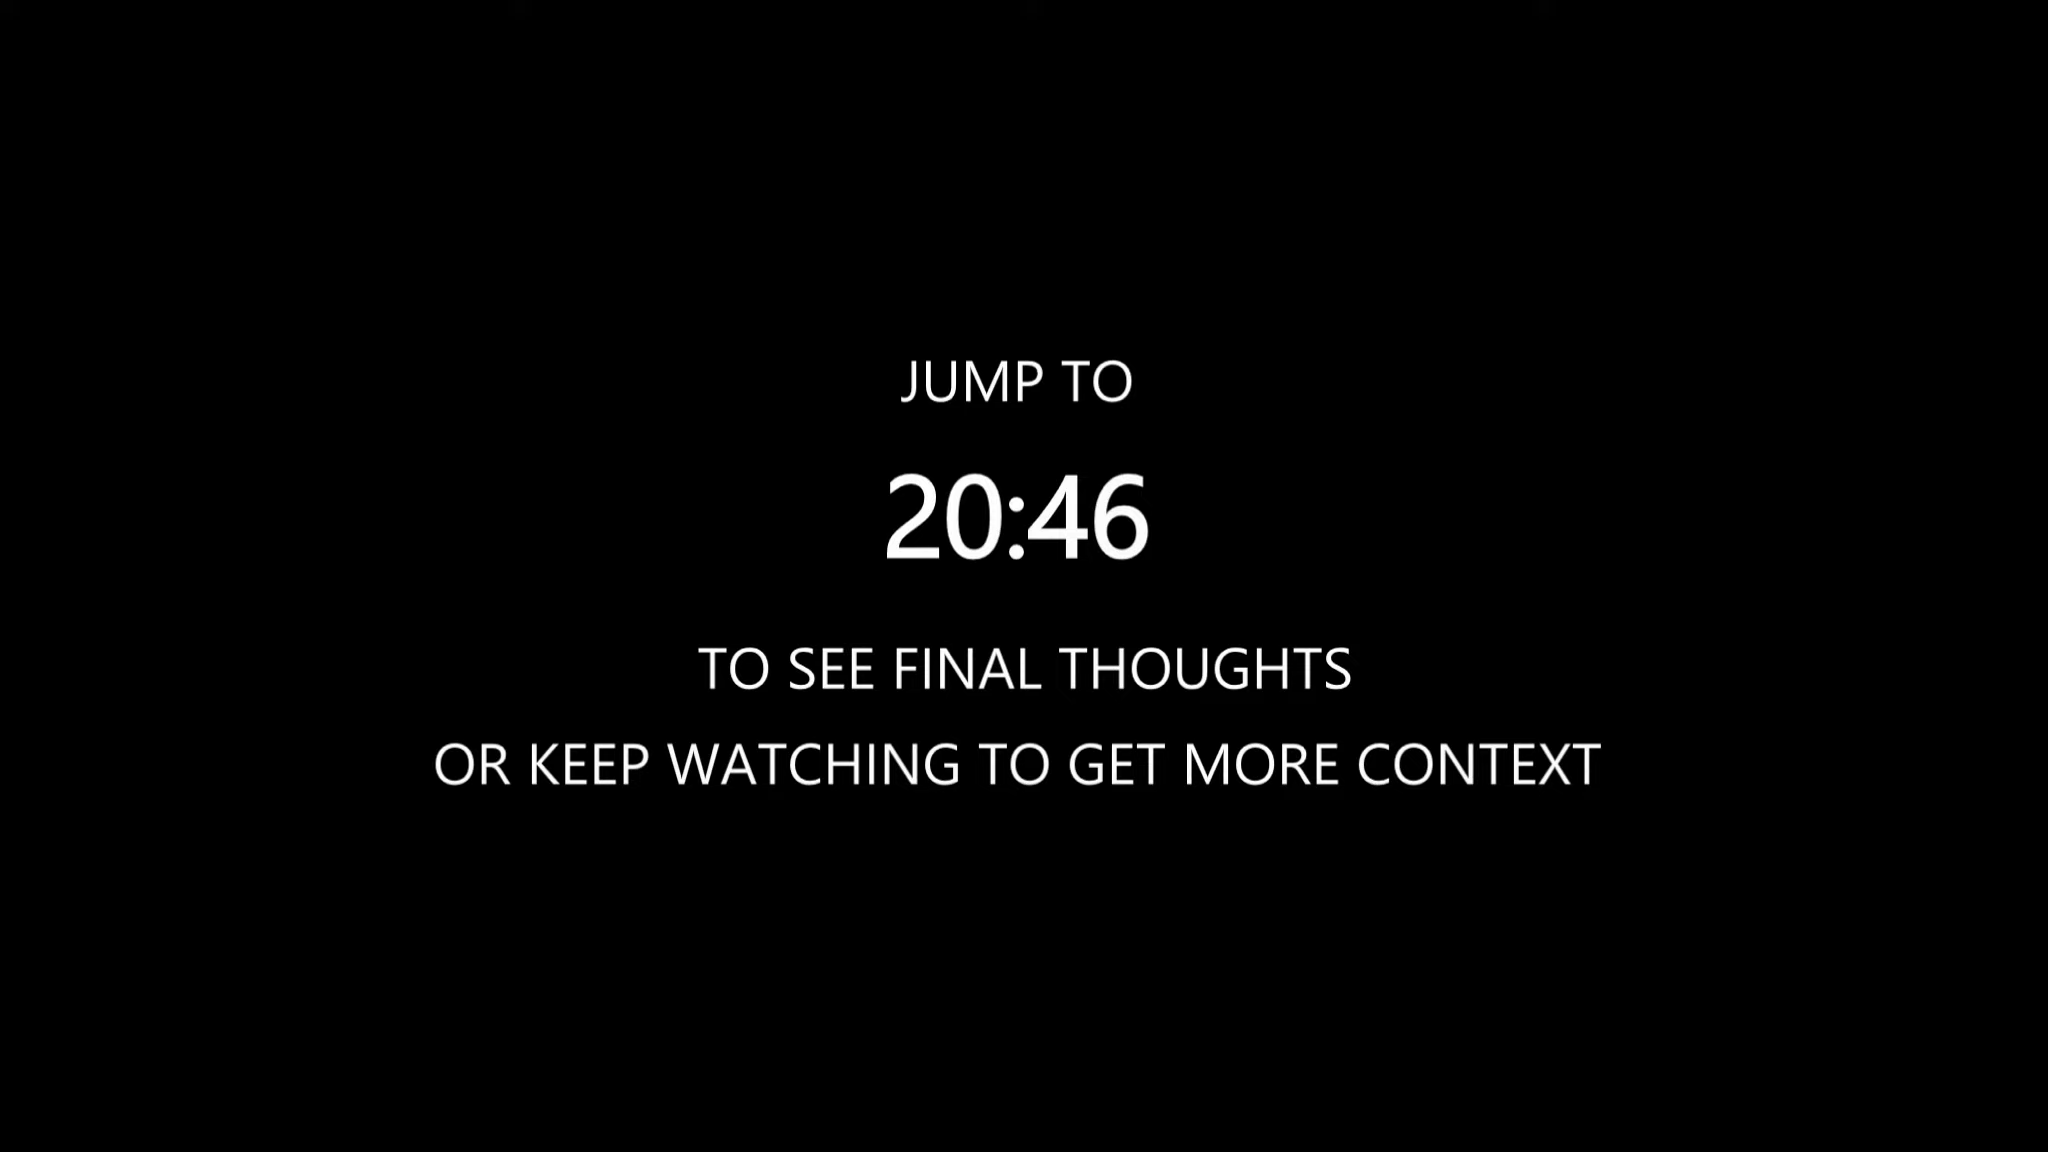 JUMP TO
20:46
TO SEE FINAL THOUGHTS
OR KEEP WATCHING TO GET MORE CONTEXT